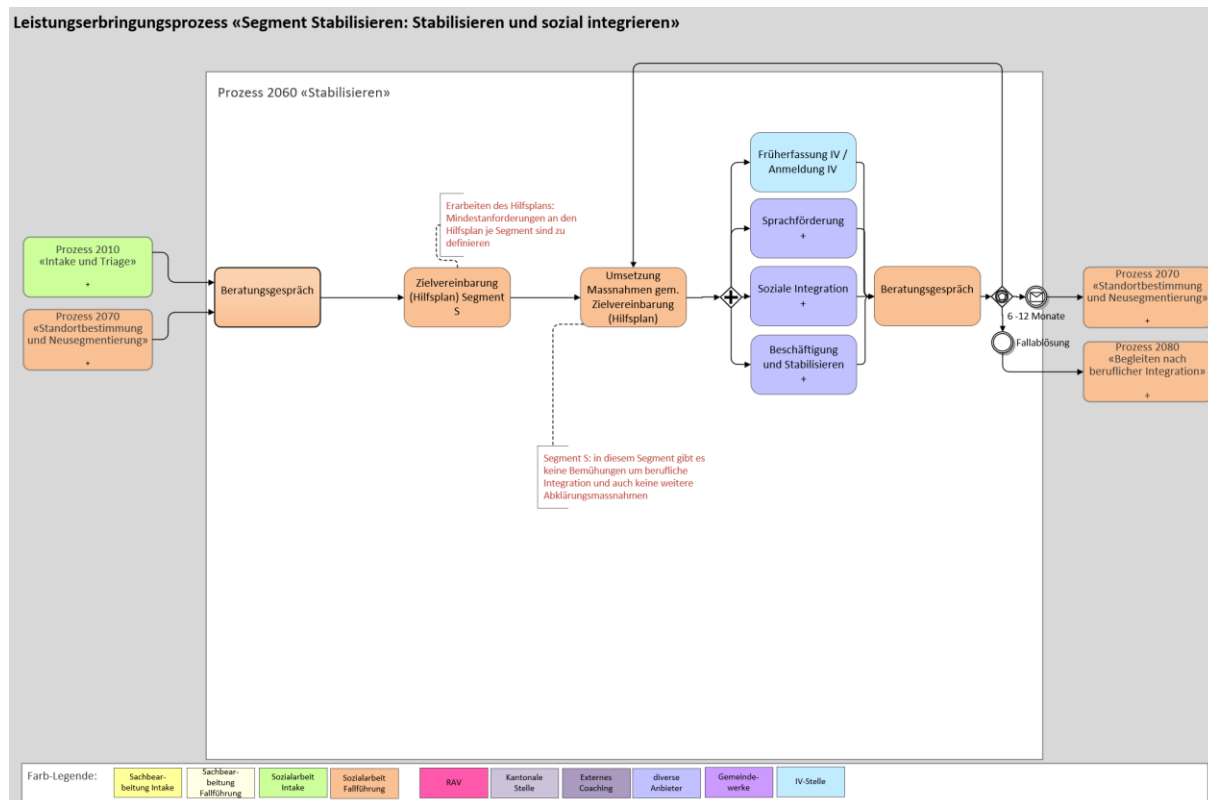 Leistungserbringungsprozess «Segment Stabilisieren: Stabilisieren und sozial integrieren»
Prozess 2060 «Stabilisieren»
Prozess 2010
«Intake und Triage»
+
Prozess 2070
«Standortbestimmung
und Neusegmentierung»
+
Beratungsgespräch
Erarbeiten des Hilfsplans:
Mindestanforderungen an den
Hilfsplan je Segment sind zu
definieren
Zielvereinbarung
(Hilfsplan) Segment
S
Umsetzung
Massnahmen gem.
Zielvereinbarung
(Hilfsplan)
Segment S: in diesem Segment gibt es
keine Bemühungen um berufliche
Integration und auch keine weitere
Abklärungsmassnahmen
Früherfassung IV /
Anmeldung IV
Sprachförderung
+
Soziale Integration
+
Beschäftigung
und Stabilisieren
+
Beratungsgespräch
6 -12 Monate
Fallablösung
Prozess 2070
«Standortbestimmung
und Neusegmentierung»
+
Prozess 2080
«Begleiten nach
beruflicher Integration»
+
Farb-Legende:
Sachbear-
beitung Intake
Sachbear-
beitung
Fallführung
Sozialarbeit
Intake
Sozialarbeit
Fallführung
RAV
Kantonale
Stelle
Externes
Coaching
diverse
Anbieter
Gemeinde-
werke
IV-Stelle